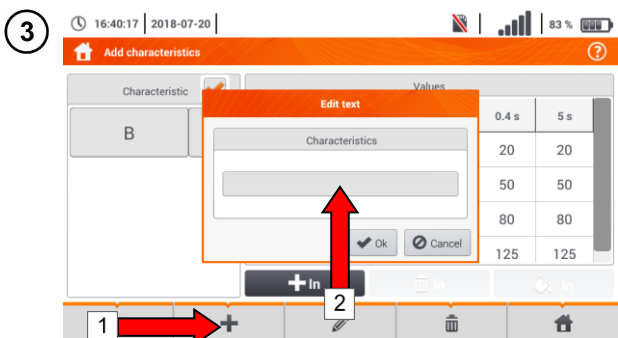 3
16:40:17 2018-07-20 83 %
Add characteristics ?
Characteristic Values
Edit text
Characteristics
Ok Cancel
B
0.4 s 5 s
20 20
50 50
80 80
125 125
In In In
2
1